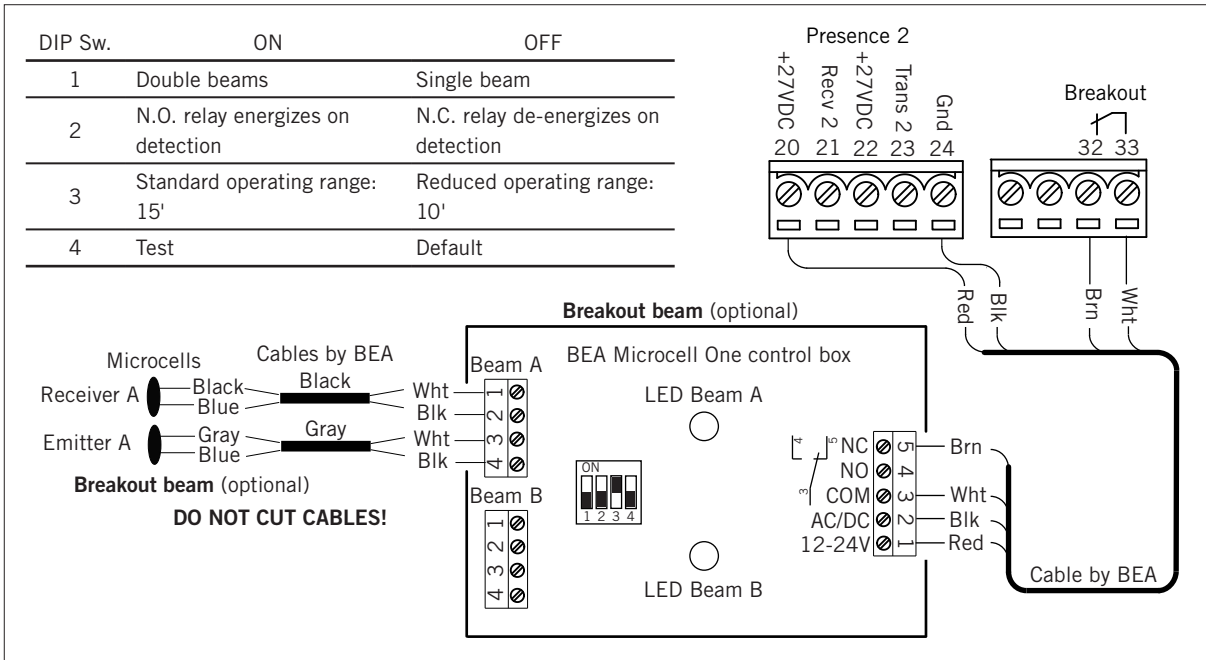 DIP Sw. ON OFF
1 Double beams Single beam
2 N.O. relay energizes on detection N.C. relay de-energizes on detection
3 Standard operating range: 15' Reduced operating range: 10'
4 Test Default
Presence 2
+27VDC Recv 2 +27VDC Trans 2 Gnd
20 21 22 23 24
Breakout
32 33
Red Blk Brn Wht
Breakout beam (optional)
Microcells Cables by BEA
Receiver A Black Black Wht
Blue Blk
Emitter A Gray Gray Wht
Blue Blk
Breakout beam (optional)
DO NOT CUT CABLES!
Beam A
1
2
3
4
Beam B
1
2
3
4
BEA Microcell One control box
LED Beam A
ON
1 2 3 4
LED Beam B
4 5
3
NC 5 Brn
NO 4
COM 3 Wht
AC/DC 2 Blk
12-24V 1 Red
Cable by BEA